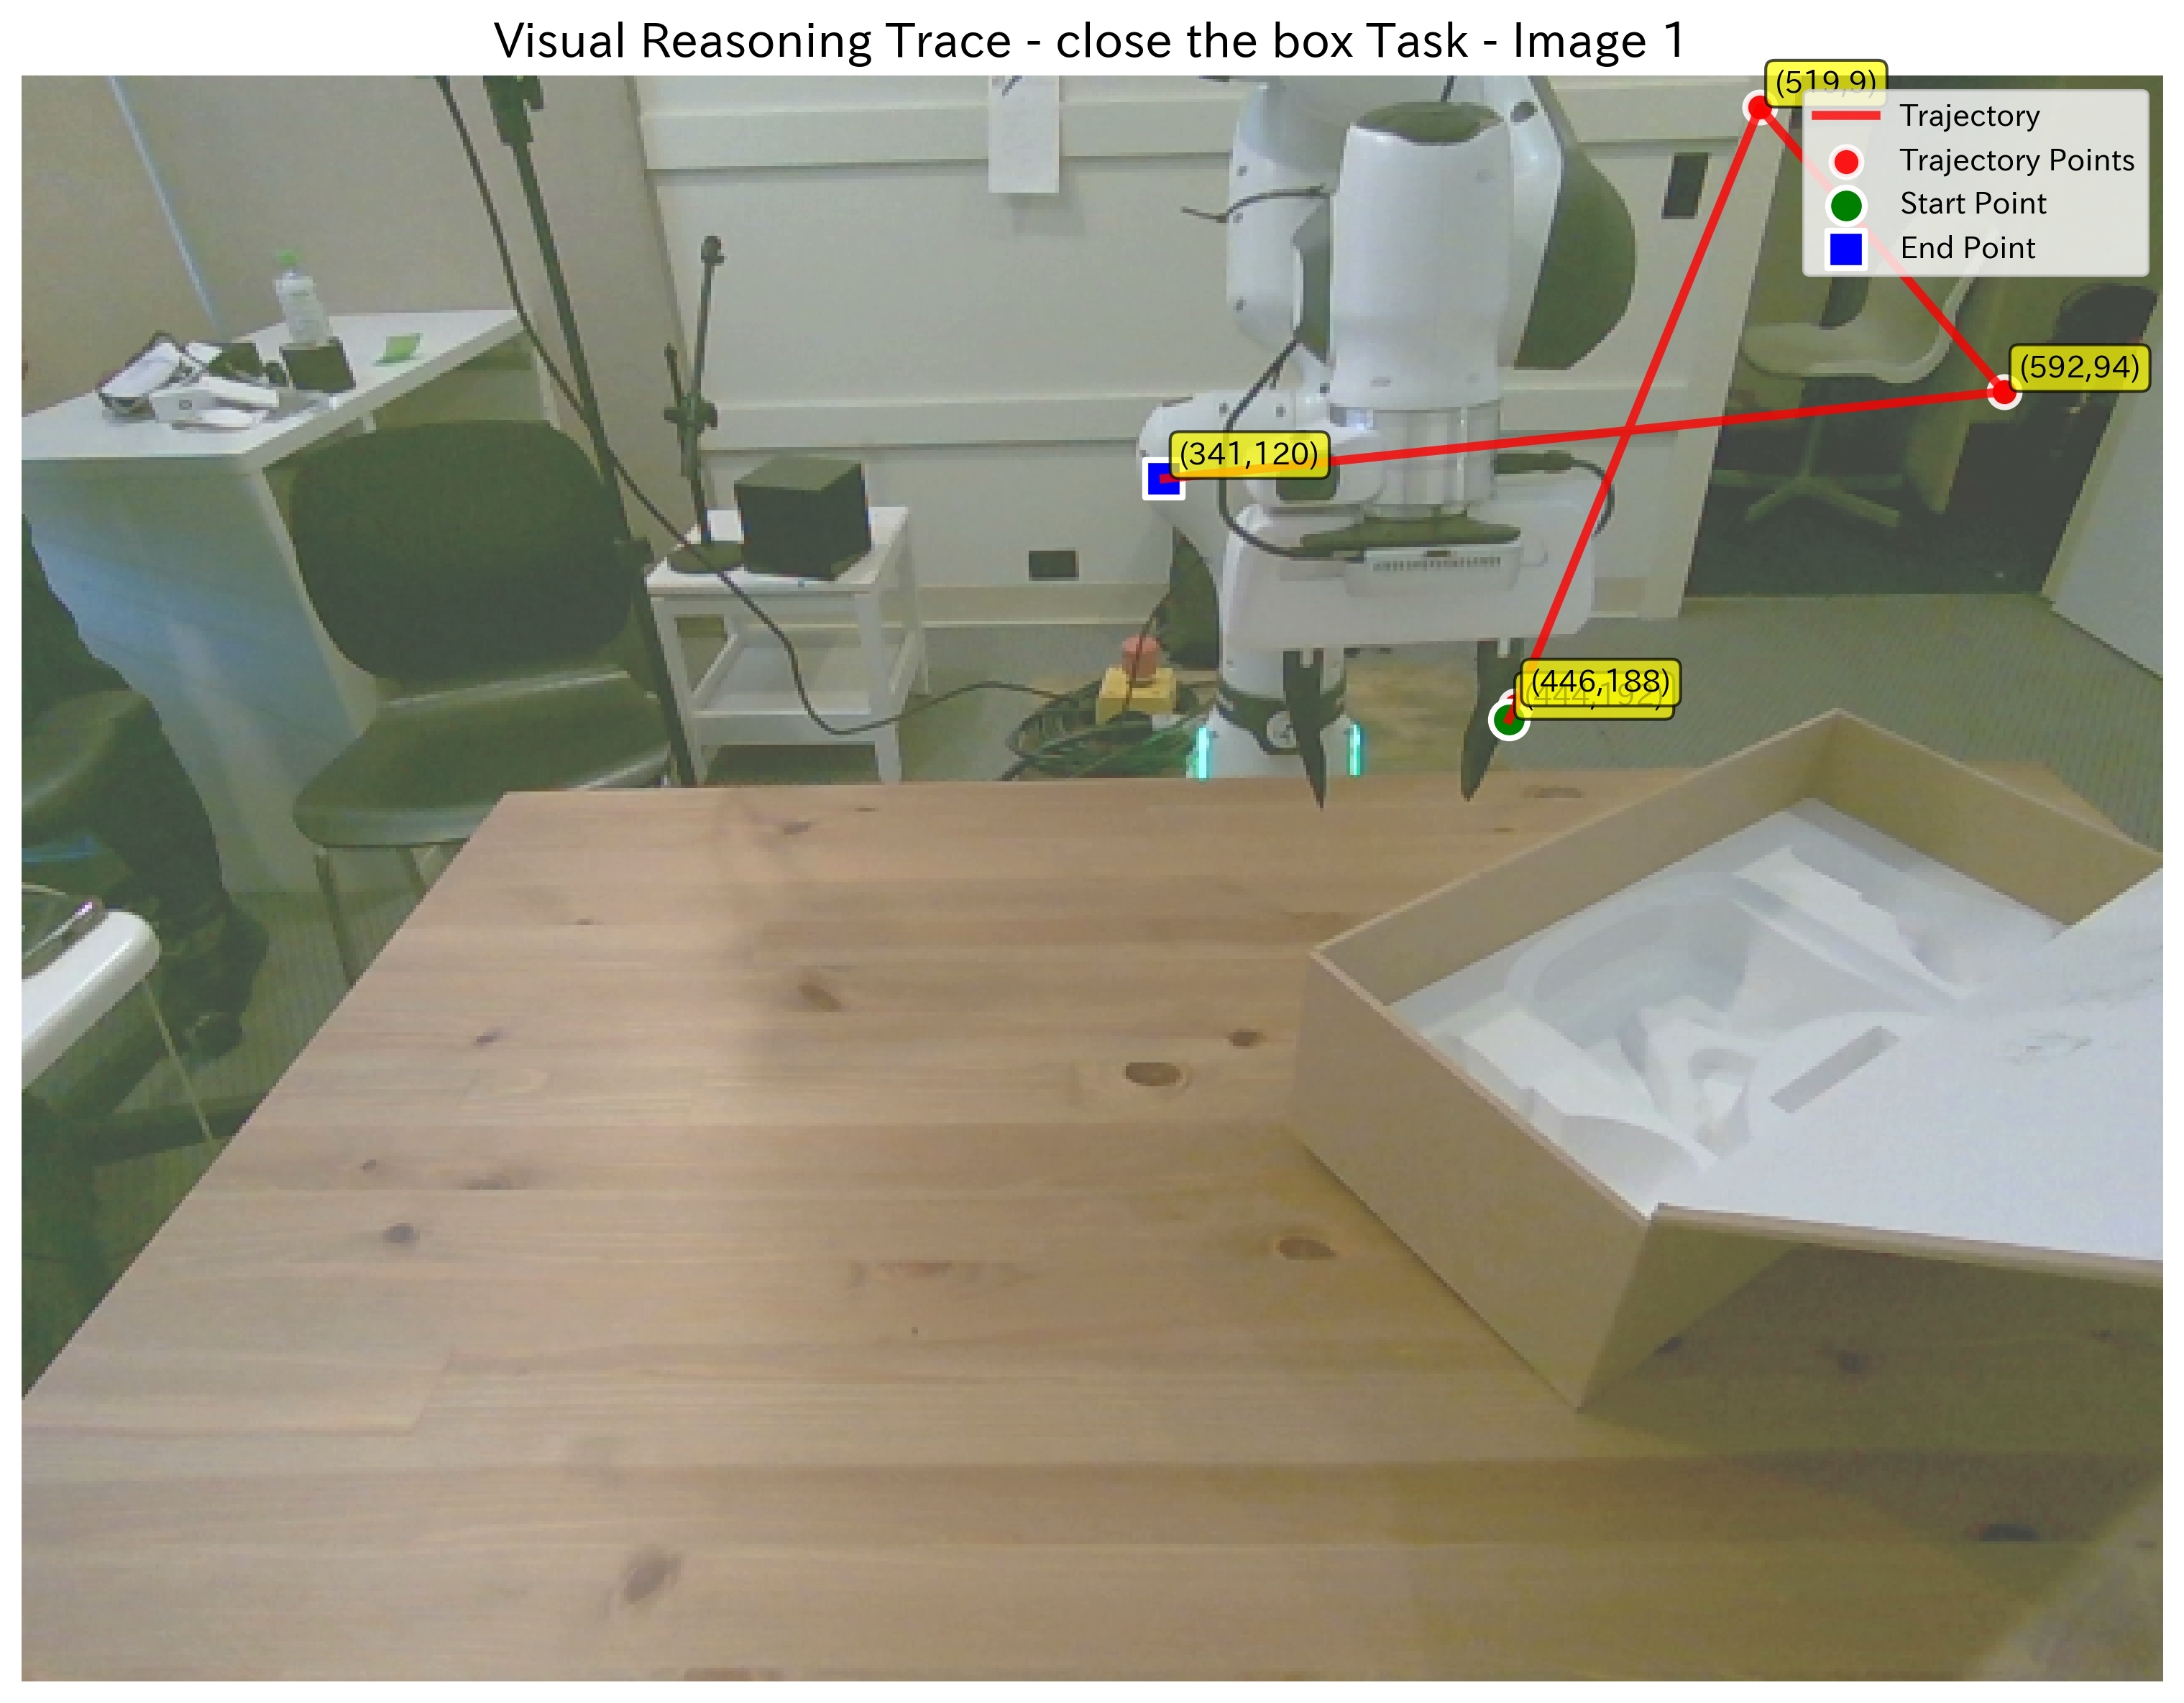 Visual Reasoning Trace - close the box Task - Image 1
(519,9)
Trajectory
Trajectory Points
Start Point
End Point
(592,94)
(341,120)
(446,188)
(444,192)